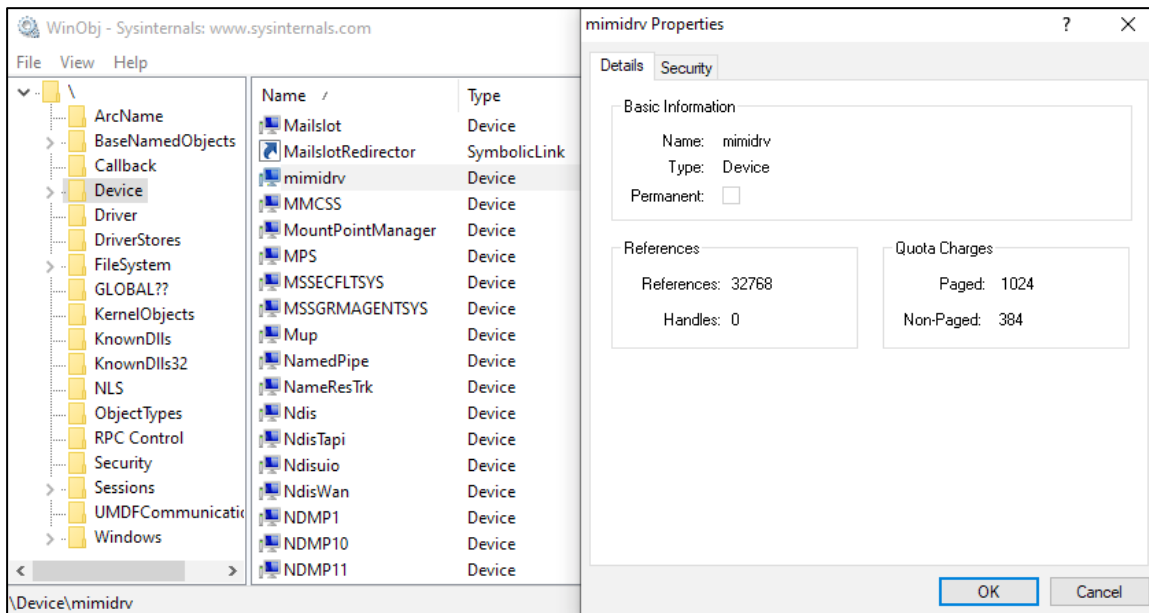 WinObj - Sysinternals: www.sysinternals.com
File View Help
\
ArcName
BaseNamedObjects
Callback
Device
Driver
DriverStores
FileSystem
GLOBAL??
KernelObjects
KnownDlls
KnownDlls32
NLS
ObjectTypes
RPC Control
Security
Sessions
UMDFCommunicatio
Windows
Name / Type
Mailslot Device
MailslotRedirector SymbolicLink
mimidrv Device
MMCSS Device
MountPointManager Device
MPS Device
MSSECFLTSYS Device
MSSGRMAGENTSYS Device
Mup Device
NamedPipe Device
NameResTrk Device
Ndis Device
NdisTapi Device
Ndisuio Device
NdisWan Device
NDMP1 Device
NDMP10 Device
NDMP11 Device
\Device\mimidrv
mimidrv Properties
Details Security
Basic Information
Name: mimidrv
Type: Device
Permanent:
References
References: 32768
Handles: 0
Quota Charges
Paged: 1024
Non-Paged: 384
OK Cancel